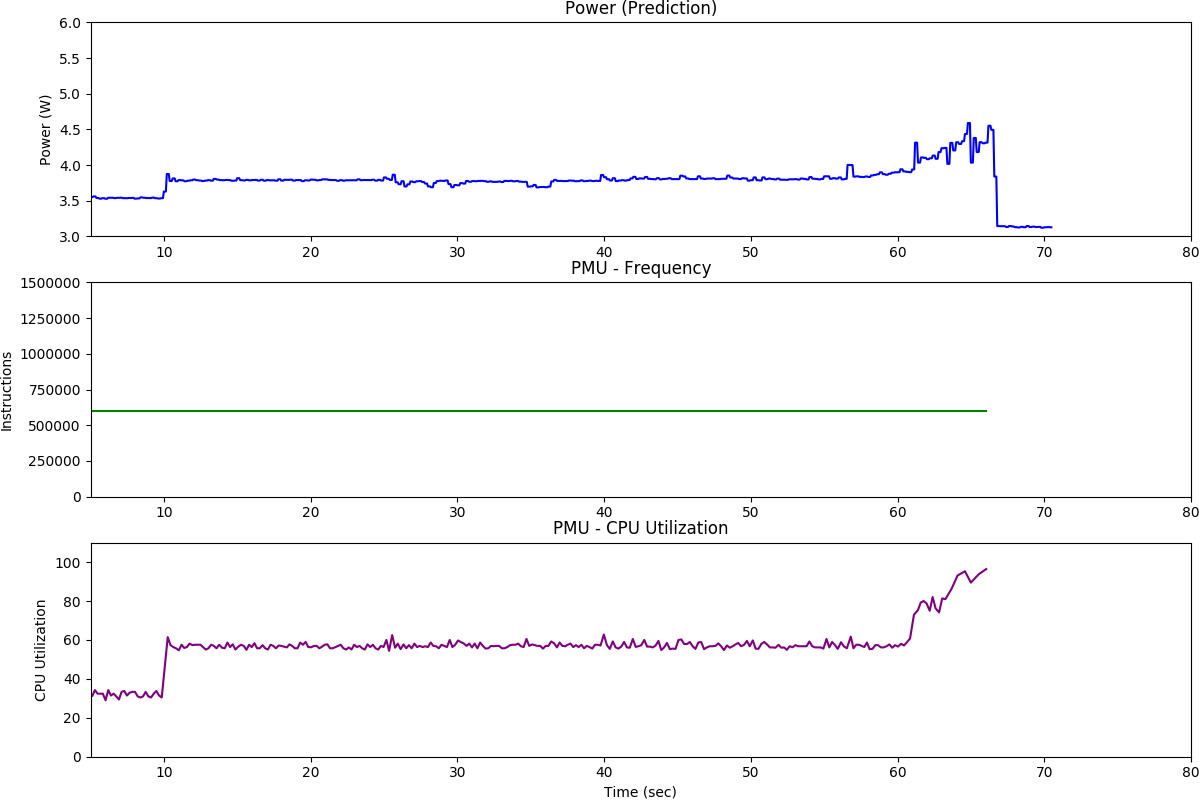 Power (Prediction)
6.0
5.5
5.0
4.5
4.0
3.5
3.0
Power (W)
10 20 30 40 50 60 70 80
PMU - Frequency
1500000
1250000
1000000
750000
500000
250000
0
Instructions
10 20 30 40 50 60 70 80
PMU - CPU Utilization
100
80
60
40
20
0
CPU Utilization
10 20 30 40 50 60 70 80
Time (sec)